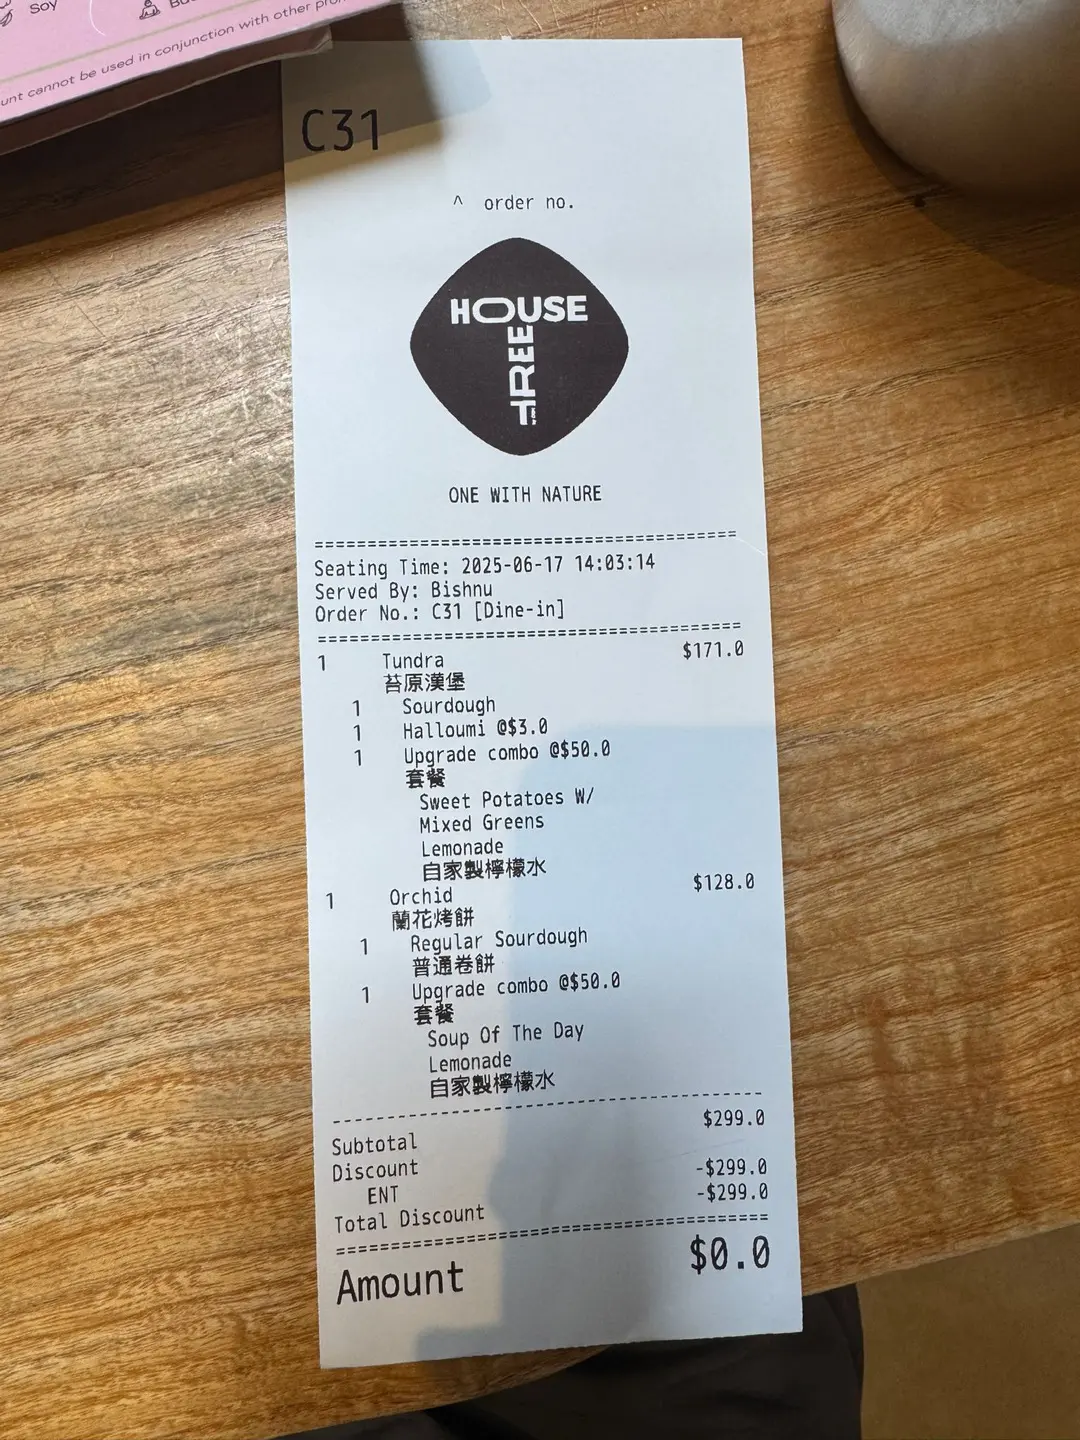 Soy
unt cannot be used in conjunction with other
C31
^ order no.
HOUSE
THREE
ONE WITH NATURE
========================================
Seating Time: 2025-06-17 14:03:14
Served By: Bishnu
Order No.: C31 [Dine-in]
========================================
1 Tundra $171.0
苔原漢堡
1 Sourdough
1 Halloumi @$3.0
1 Upgrade combo @$50.0
套餐
Sweet Potatoes W/
Mixed Greens
Lemonade
自家製檸檬水
1 Orchid $128.0
蘭花烤餅
1 Regular Sourdough
普通卷餅
1 Upgrade combo @$50.0
套餐
Soup Of The Day
Lemonade
自家製檸檬水
----------------------------------------
Subtotal $299.0
Discount
ENT -$299.0
Total Discount -$299.0
========================================
Amount $0.0